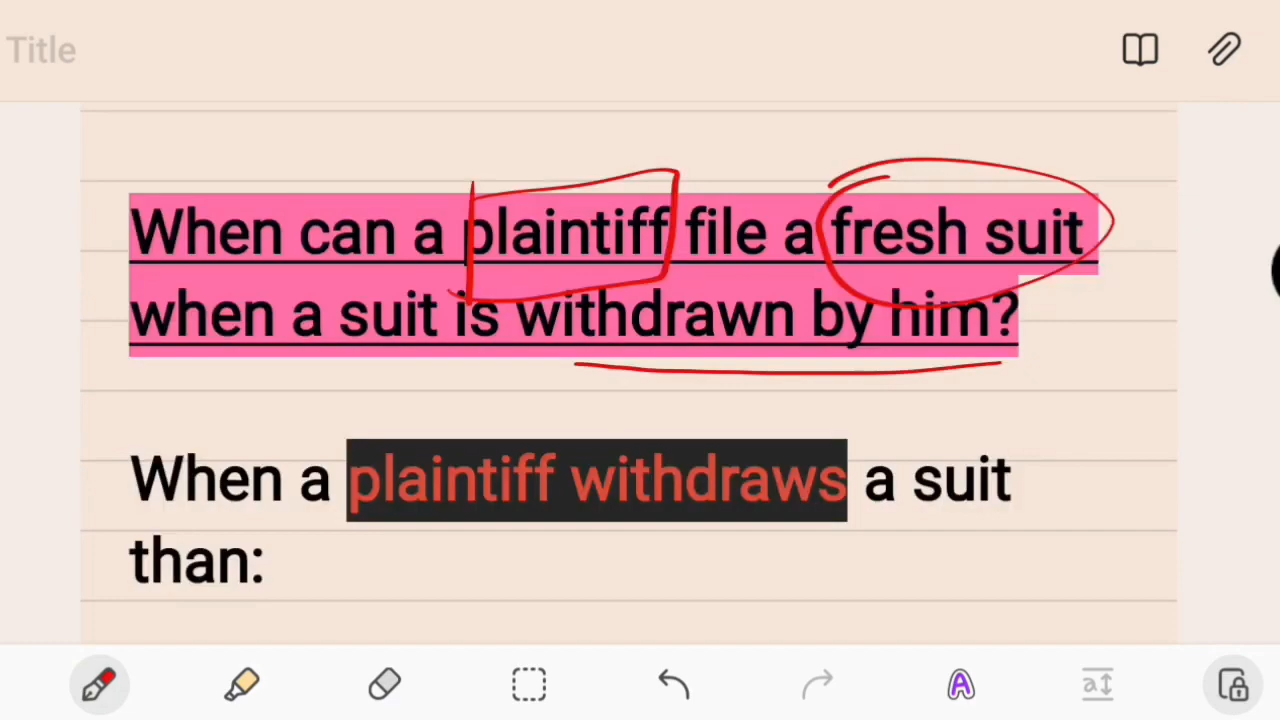 Title
When can a plaintiff file a fresh suit
when a suit is withdrawn by him?
When a plaintiff withdraws a suit
than:
A
a